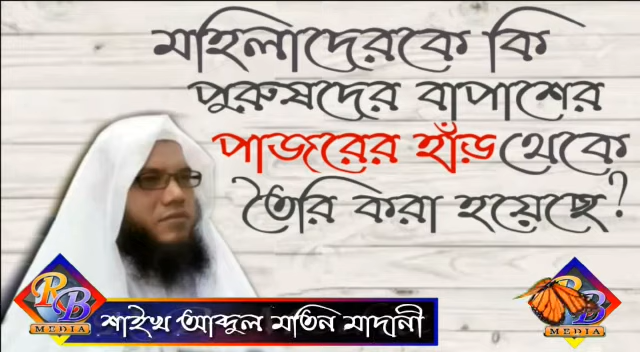 মহিলাদেরকে কি
পুরুষদের বাপাশের
পাজরের হাঁড় থেকে
তৈরি করা হয়েছে?
RB
MEDIA
শাইখ আব্দুল মতিন মাদানী
RB
MEDIA